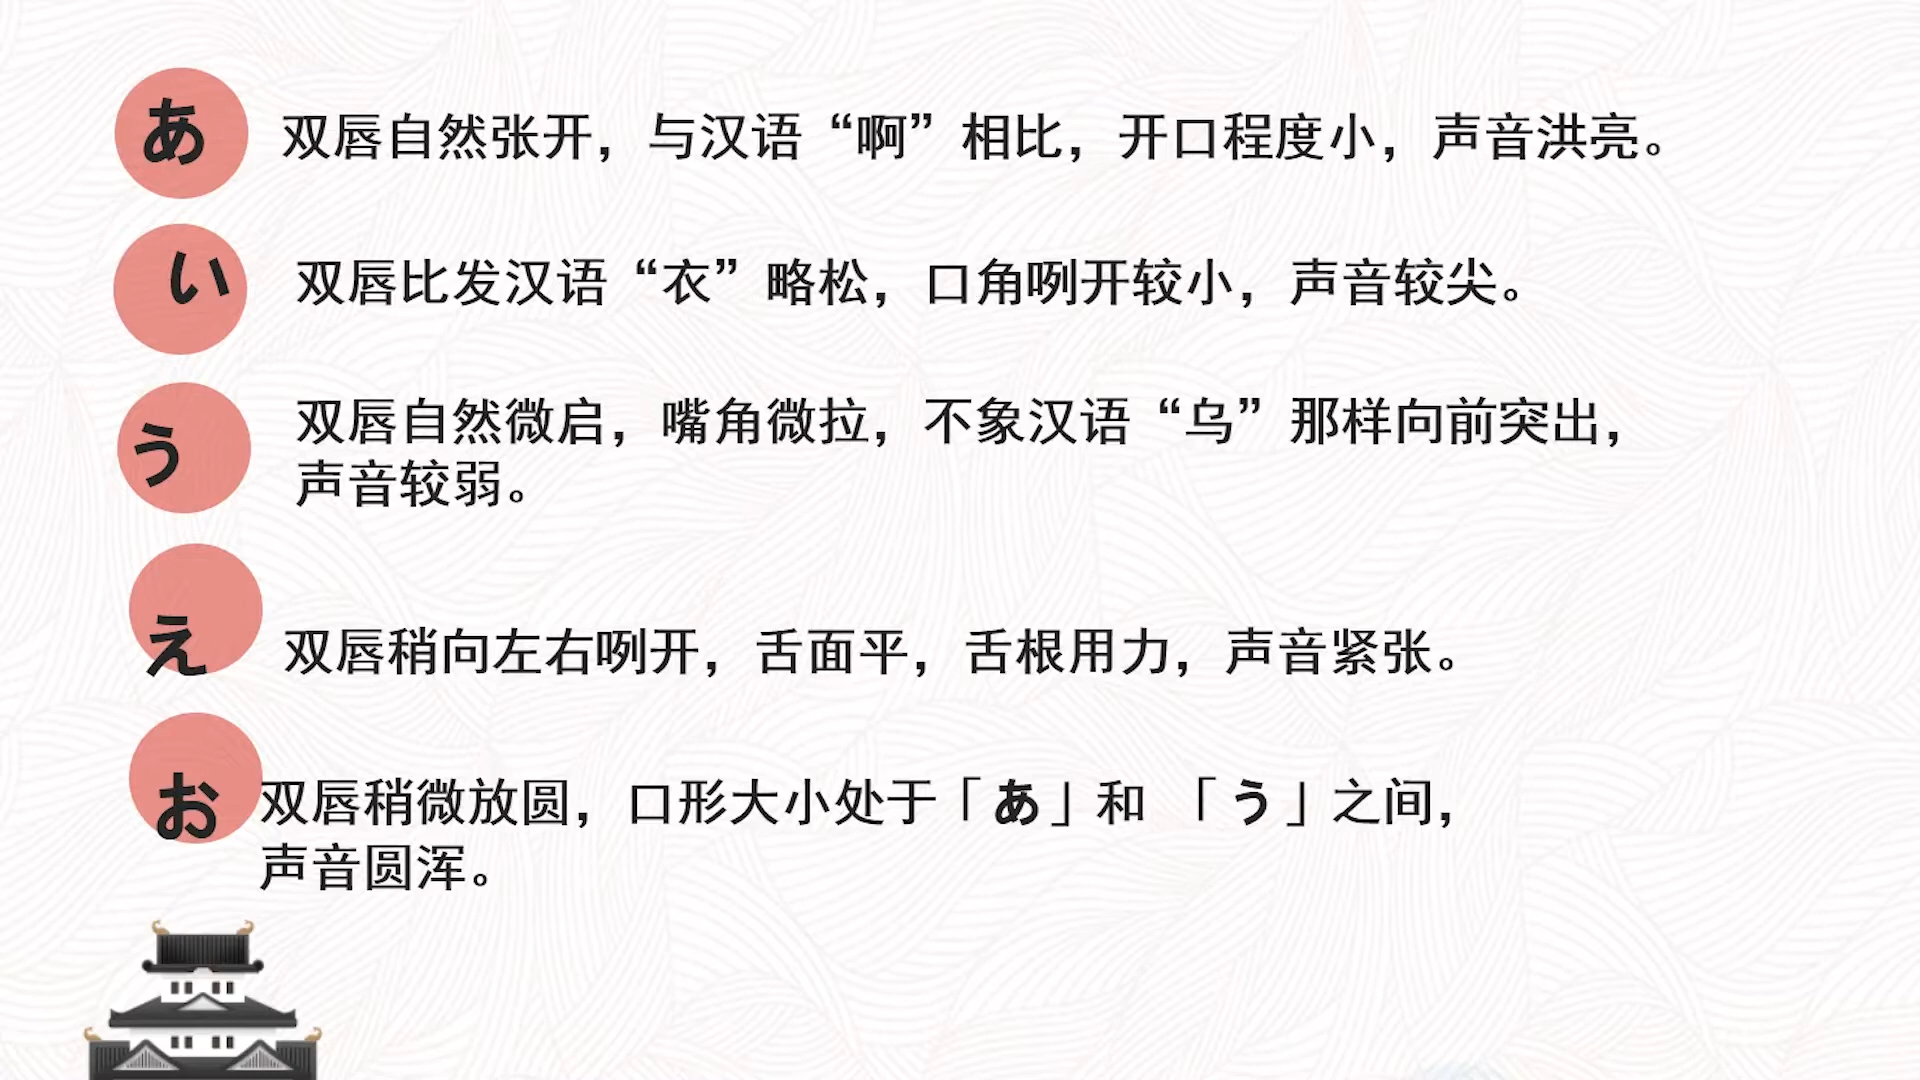 あ 双唇自然张开，与汉语“啊”相比，开口程度小，声音洪亮。
い 双唇比发汉语“衣”略松，口角咧开较小，声音较尖。
う 双唇自然微启，嘴角微拉，不象汉语“乌”那样向前突出，
声音较弱。
え 双唇稍向左右咧开，舌面平，舌根用力，声音紧张。
お 双唇稍微放圆，口形大小处于「あ」和 「う」之间，
声音圆浑。